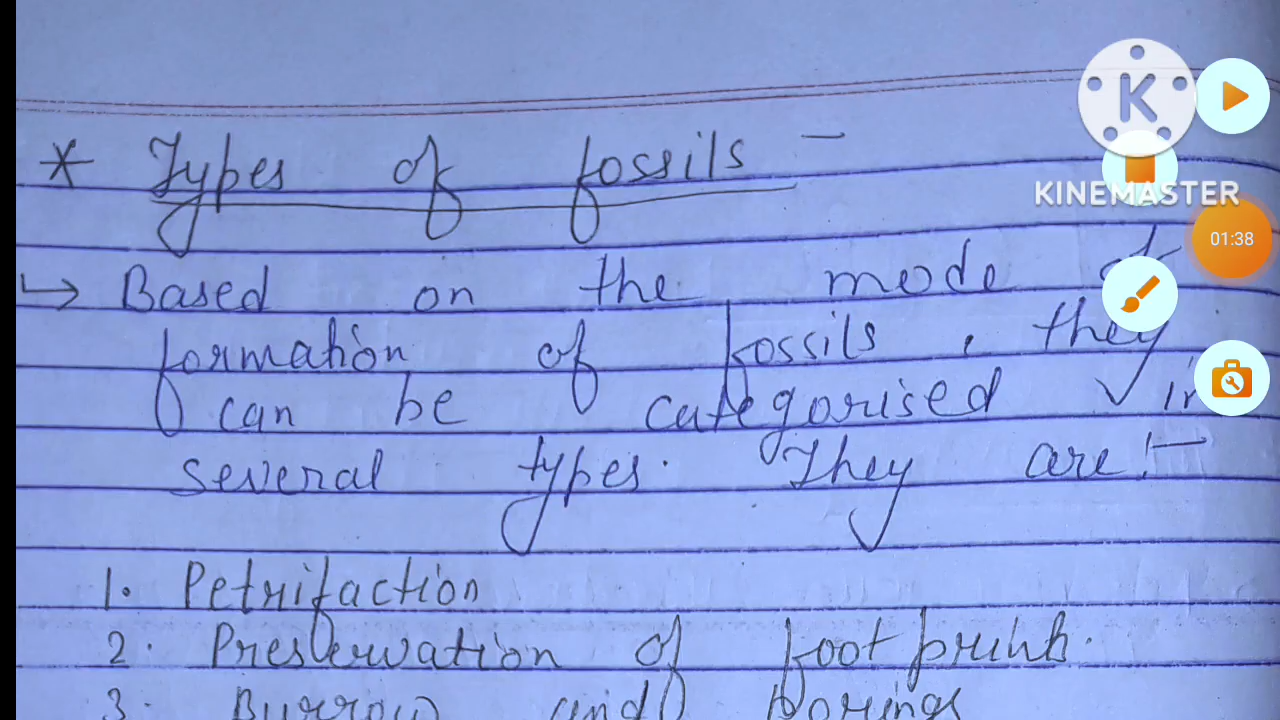 * Types of fossils -
KINEMASTER
01:38
↳ Based on the mode of
formation of fossils, they
can be categorised in
several types. They are:-
1. Petrifaction
2. Preservation of foot prints.
3. Burrow and borings